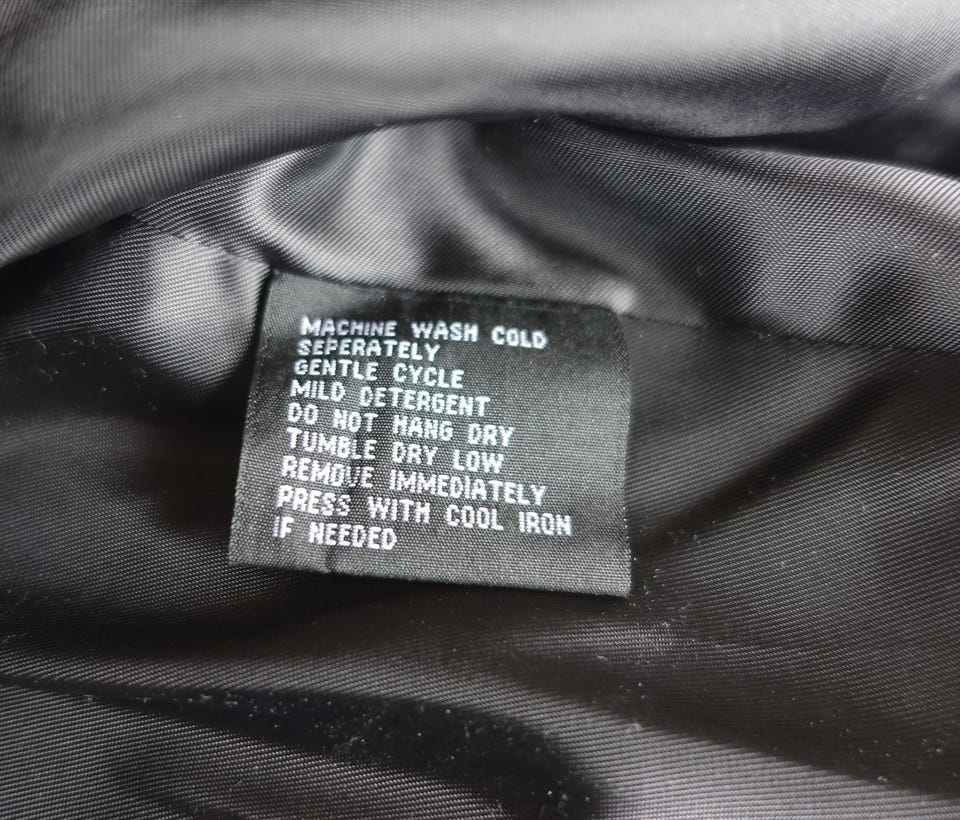 MACHINE WASH COLD
SEPERATELY
GENTLE CYCLE
MILD DETERGENT
DO NOT HANG DRY
TUMBLE DRY LOW
REMOVE IMMEDIATELY
PRESS WITH COOL IRON
IF NEEDED